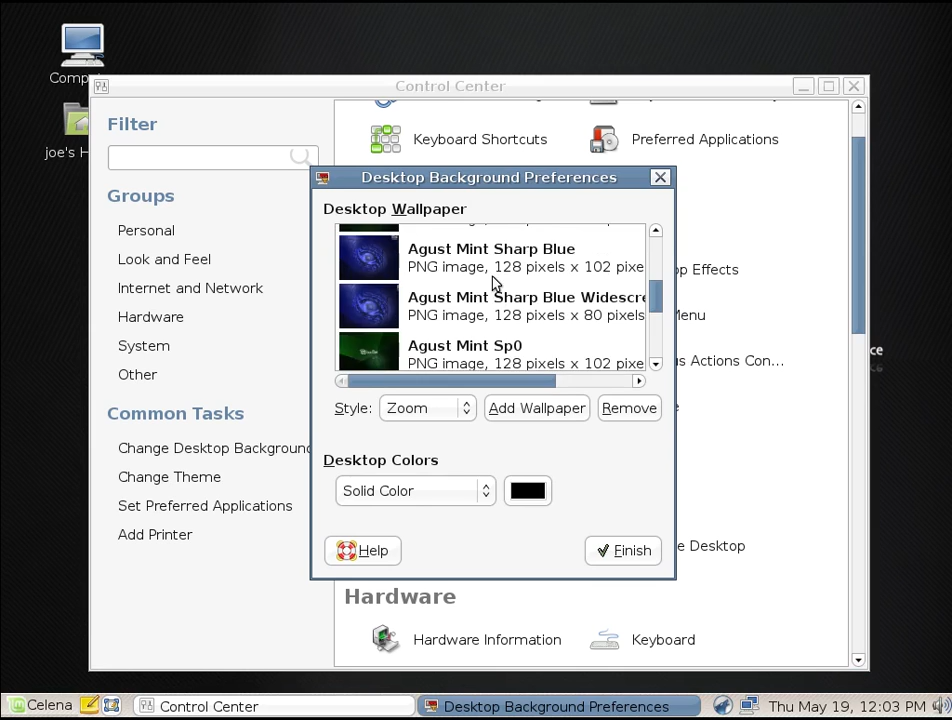 Comp
joe's H
Control Center
Filter
Groups
Personal
Look and Feel
Internet and Network
Hardware
System
Other
Common Tasks
Change Desktop Background
Change Theme
Set Preferred Applications
Add Printer
Keyboard Shortcuts
Preferred Applications
Desktop Background Preferences
Desktop Wallpaper
Agust Mint Sharp Blue
PNG image, 128 pixels x 102 pixe
Agust Mint Sharp Blue Widescre
PNG image, 128 pixels x 80 pixels
Agust Mint Sp0
PNG image, 128 pixels x 102 pixe
Style:
Zoom
Add Wallpaper
Remove
Desktop Colors
Solid Color
Help
Finish
op Effects
Menu
s Actions Con...
e
e Desktop
ce
Hardware
Hardware Information
Keyboard
Celena
Control Center
Desktop Background Preferences
Thu May 19, 12:03 PM